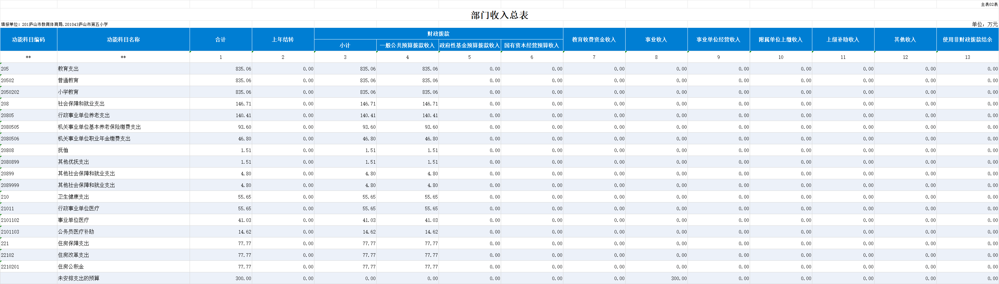 主表02表
部门收入总表
填报单位：201庐山市教育体育局,201043庐山市第五小学 单位：万元
功能科目编码 功能科目名称 合计 上年结转 财政拨款 教育收费资金收入 事业收入 事业单位经营收入 附属单位上缴收入 上级补助收入 其他收入 使用非财政拨款结余
小计 一般公共预算拨款收入 政府性基金预算拨款收入 国有资本经营预算收入
** ** 1 2 3 4 5 6 7 8 9 10 11 12 13
205 教育支出 835.06 0.00 835.06 835.06 0.00 0.00 0.00 0.00 0.00 0.00 0.00 0.00 0.00
20502 普通教育 835.06 0.00 835.06 835.06 0.00 0.00 0.00 0.00 0.00 0.00 0.00 0.00 0.00
2050202 小学教育 835.06 0.00 835.06 835.06 0.00 0.00 0.00 0.00 0.00 0.00 0.00 0.00 0.00
208 社会保障和就业支出 146.71 0.00 146.71 146.71 0.00 0.00 0.00 0.00 0.00 0.00 0.00 0.00 0.00
20805 行政事业单位养老支出 140.41 0.00 140.41 140.41 0.00 0.00 0.00 0.00 0.00 0.00 0.00 0.00 0.00
2080505 机关事业单位基本养老保险缴费支出 93.60 0.00 93.60 93.60 0.00 0.00 0.00 0.00 0.00 0.00 0.00 0.00 0.00
2080506 机关事业单位职业年金缴费支出 46.80 0.00 46.80 46.80 0.00 0.00 0.00 0.00 0.00 0.00 0.00 0.00 0.00
20808 抚恤 1.51 0.00 1.51 1.51 0.00 0.00 0.00 0.00 0.00 0.00 0.00 0.00 0.00
2080899 其他优抚支出 1.51 0.00 1.51 1.51 0.00 0.00 0.00 0.00 0.00 0.00 0.00 0.00 0.00
20899 其他社会保障和就业支出 4.80 0.00 4.80 4.80 0.00 0.00 0.00 0.00 0.00 0.00 0.00 0.00 0.00
2089999 其他社会保障和就业支出 4.80 0.00 4.80 4.80 0.00 0.00 0.00 0.00 0.00 0.00 0.00 0.00 0.00
210 卫生健康支出 55.65 0.00 55.65 55.65 0.00 0.00 0.00 0.00 0.00 0.00 0.00 0.00 0.00
21011 行政事业单位医疗 55.65 0.00 55.65 55.65 0.00 0.00 0.00 0.00 0.00 0.00 0.00 0.00 0.00
2101102 事业单位医疗 41.03 0.00 41.03 41.03 0.00 0.00 0.00 0.00 0.00 0.00 0.00 0.00 0.00
2101103 公务员医疗补助 14.62 0.00 14.62 14.62 0.00 0.00 0.00 0.00 0.00 0.00 0.00 0.00 0.00
221 住房保障支出 77.77 0.00 77.77 77.77 0.00 0.00 0.00 0.00 0.00 0.00 0.00 0.00 0.00
22102 住房改革支出 77.77 0.00 77.77 77.77 0.00 0.00 0.00 0.00 0.00 0.00 0.00 0.00 0.00
2210201 住房公积金 77.77 0.00 77.77 77.77 0.00 0.00 0.00 0.00 0.00 0.00 0.00 0.00 0.00
未安排支出的预算 300.00 0.00 0.00 0.00 0.00 0.00 0.00 300.00 0.00 0.00 0.00 0.00 0.00